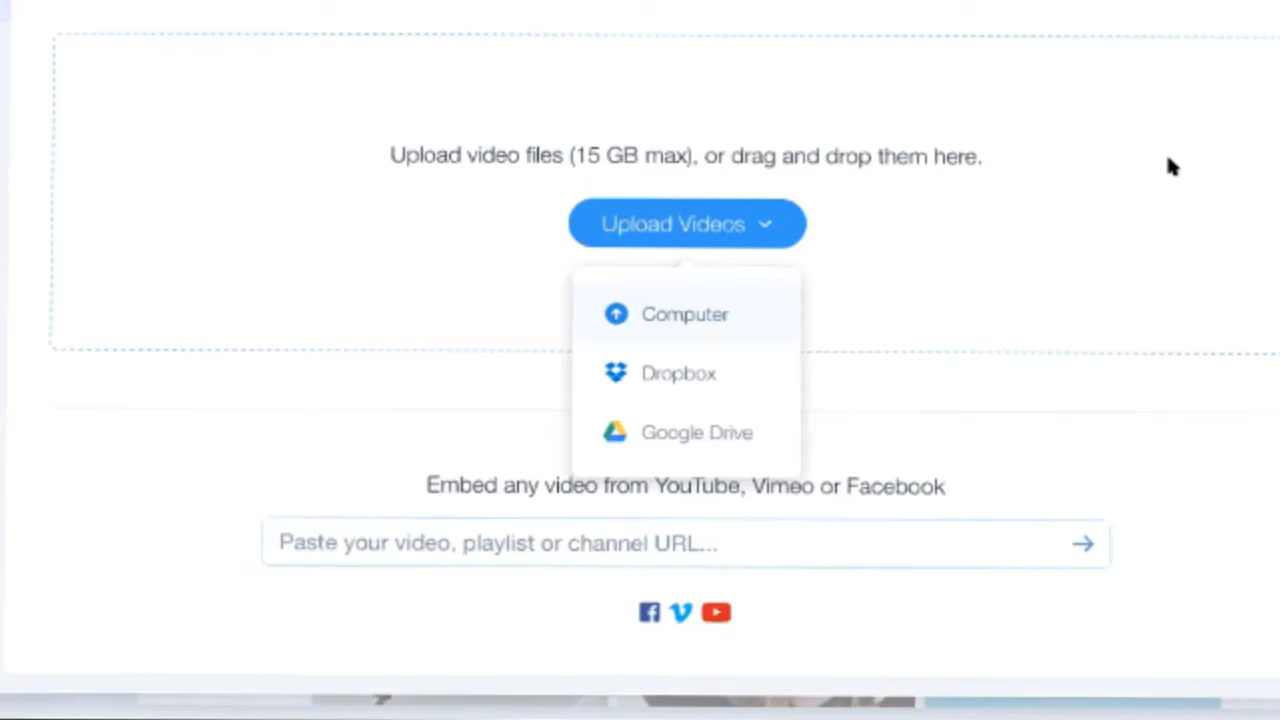 Upload video files (15 GB max), or drag and drop them here.
Upload Videos
Computer
Dropbox
Google Drive
Embed any video from YouTube, Vimeo or Facebook
Paste your video, playlist or channel URL...